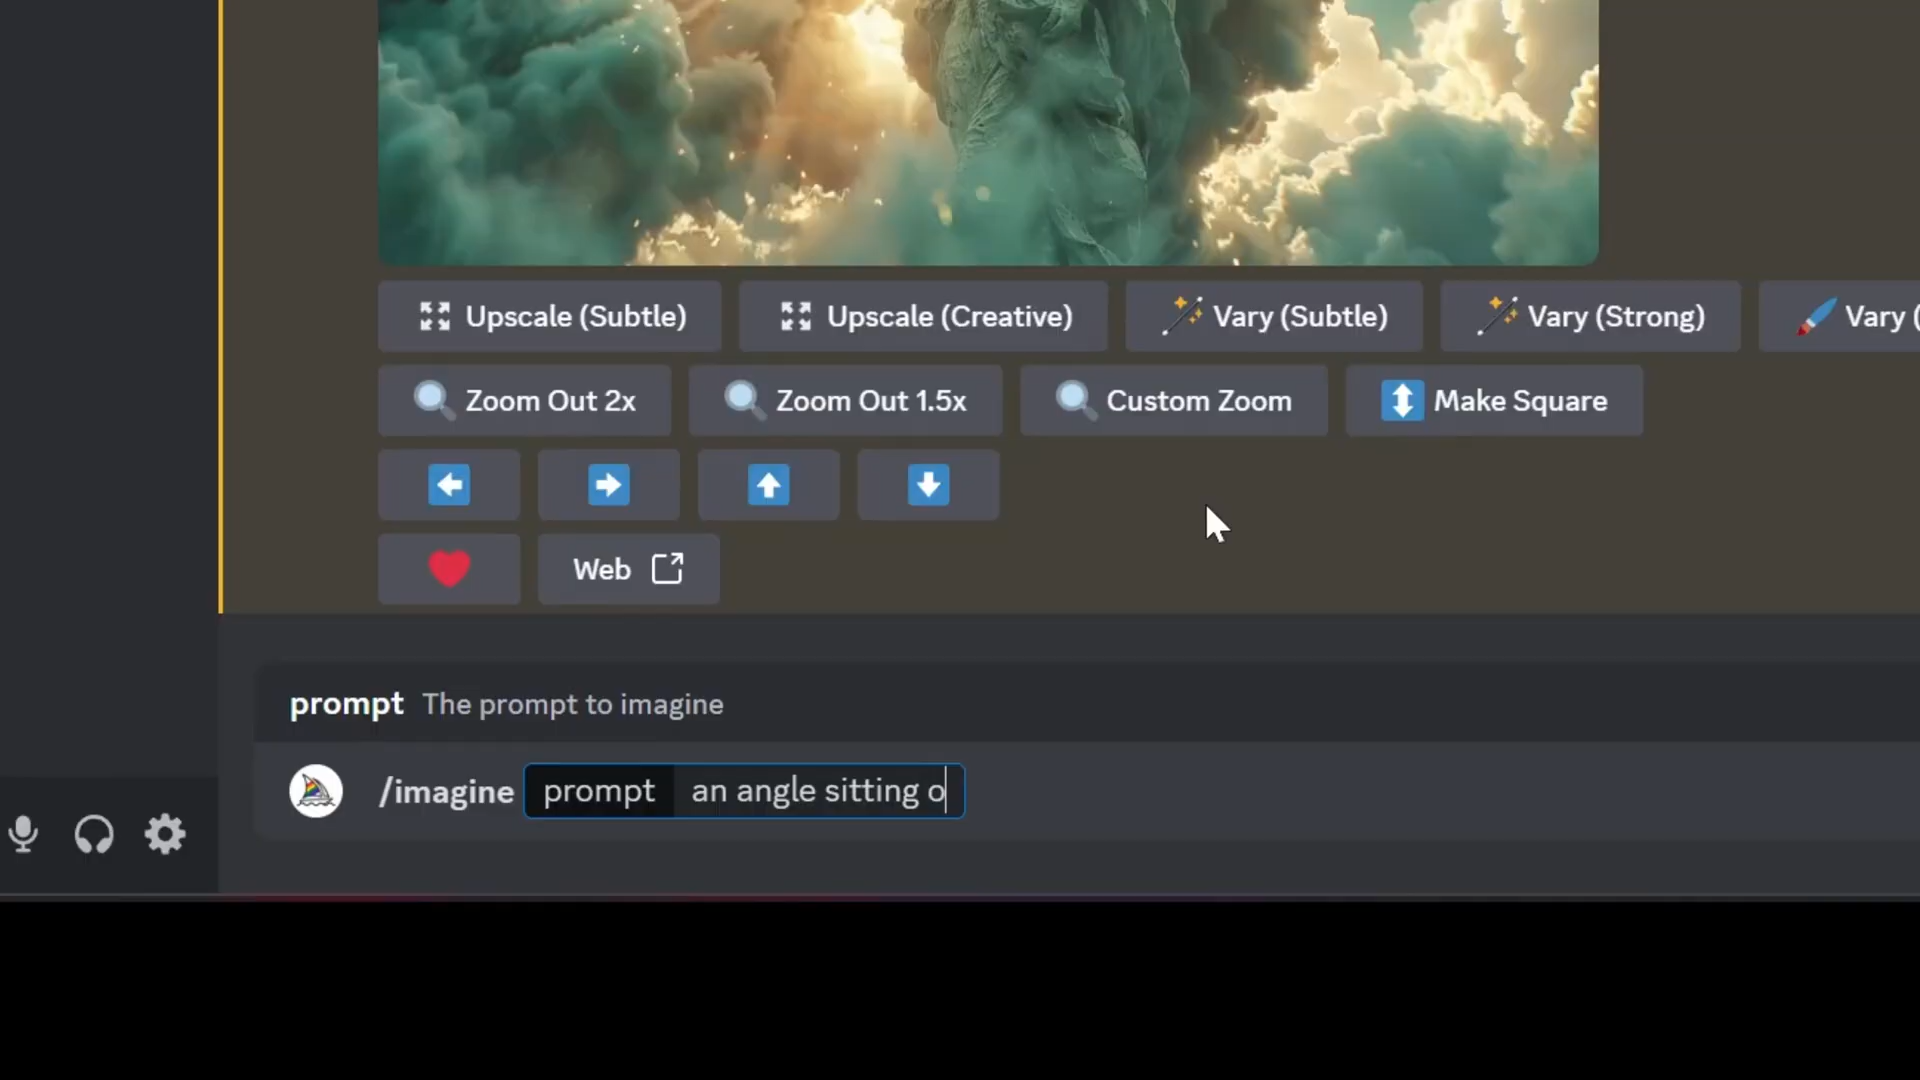 Upscale (Subtle) Upscale (Creative) Vary (Subtle) Vary (Strong) Vary (
Zoom Out 2x Zoom Out 1.5x Custom Zoom Make Square
Web
prompt The prompt to imagine
/imagine prompt an angle sitting o